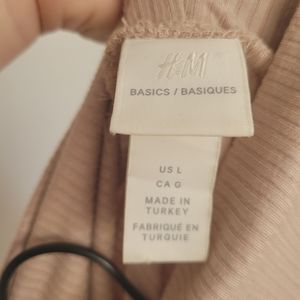 H&M
BASICS / BASIQUES
US L
CA G
MADE IN
TURKEY
FABRIQUÉ EN
TURQUIE